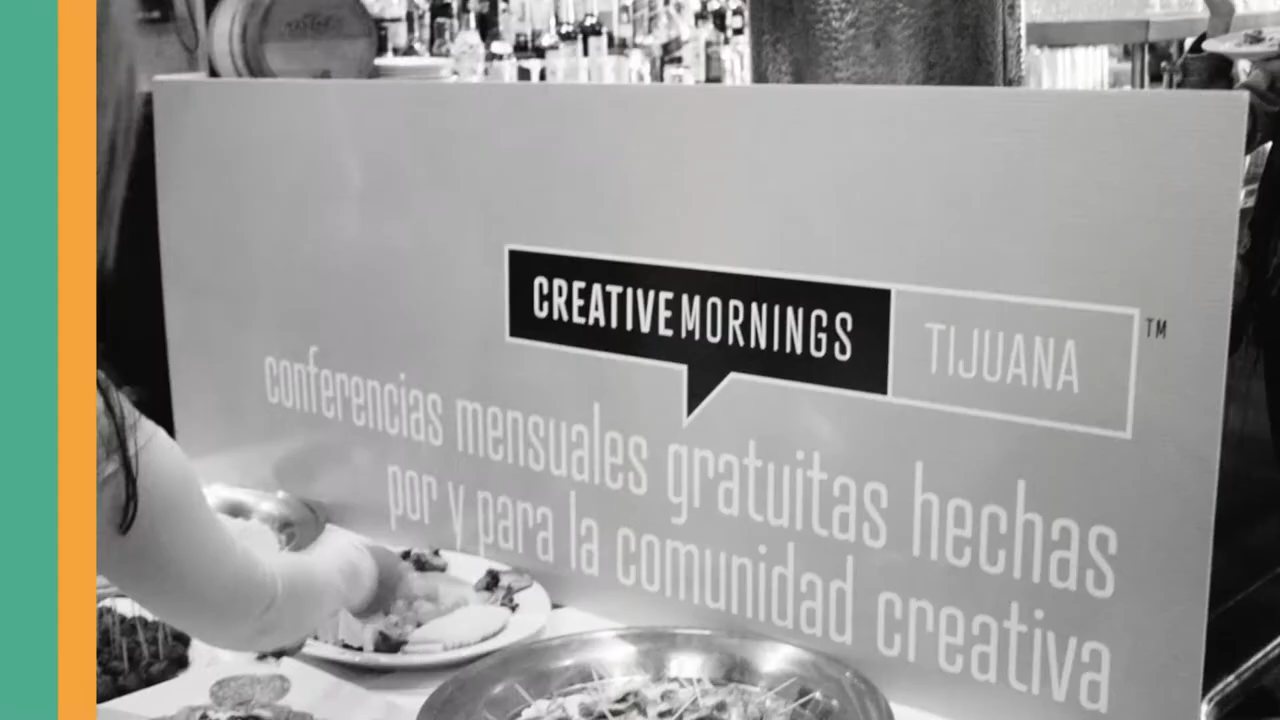 CREATIVEMORNINGS TIJUANA ™
conferencias mensuales gratuitas hechas
por y para la comunidad creativa